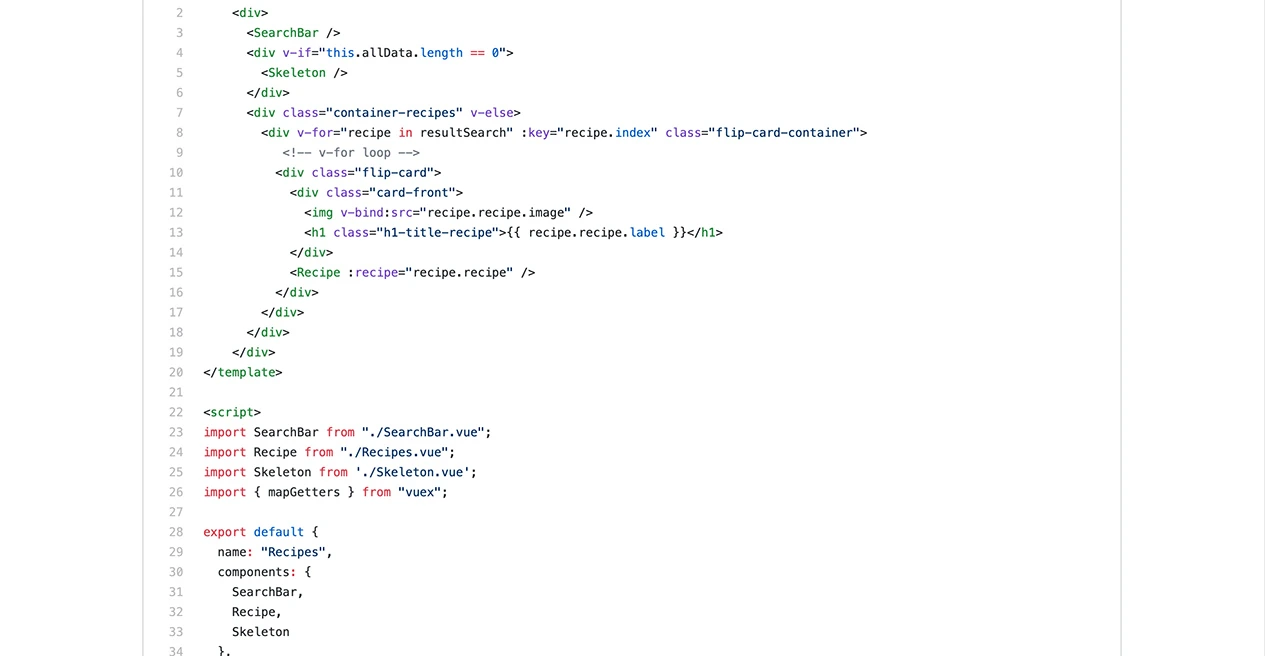 2 <div>
3 <SearchBar />
4 <div v-if="this.allData.length == 0">
5 <Skeleton />
6 </div>
7 <div class="container-recipes" v-else>
8 <div v-for="recipe in resultSearch" :key="recipe.index" class="flip-card-container">
9 <!-- v-for loop -->
10 <div class="flip-card">
11 <div class="card-front">
12 <img v-bind:src="recipe.recipe.image" />
13 <h1 class="h1-title-recipe">{{ recipe.recipe.label }}</h1>
14 </div>
15 <Recipe :recipe="recipe.recipe" />
16 </div>
17 </div>
18 </div>
19 </div>
20 </template>
21
22 <script>
23 import SearchBar from "./SearchBar.vue";
24 import Recipe from "./Recipes.vue";
25 import Skeleton from './Skeleton.vue';
26 import { mapGetters } from "vuex";
27
28 export default {
29 name: "Recipes",
30 components: {
31 SearchBar,
32 Recipe,
33 Skeleton
34 },